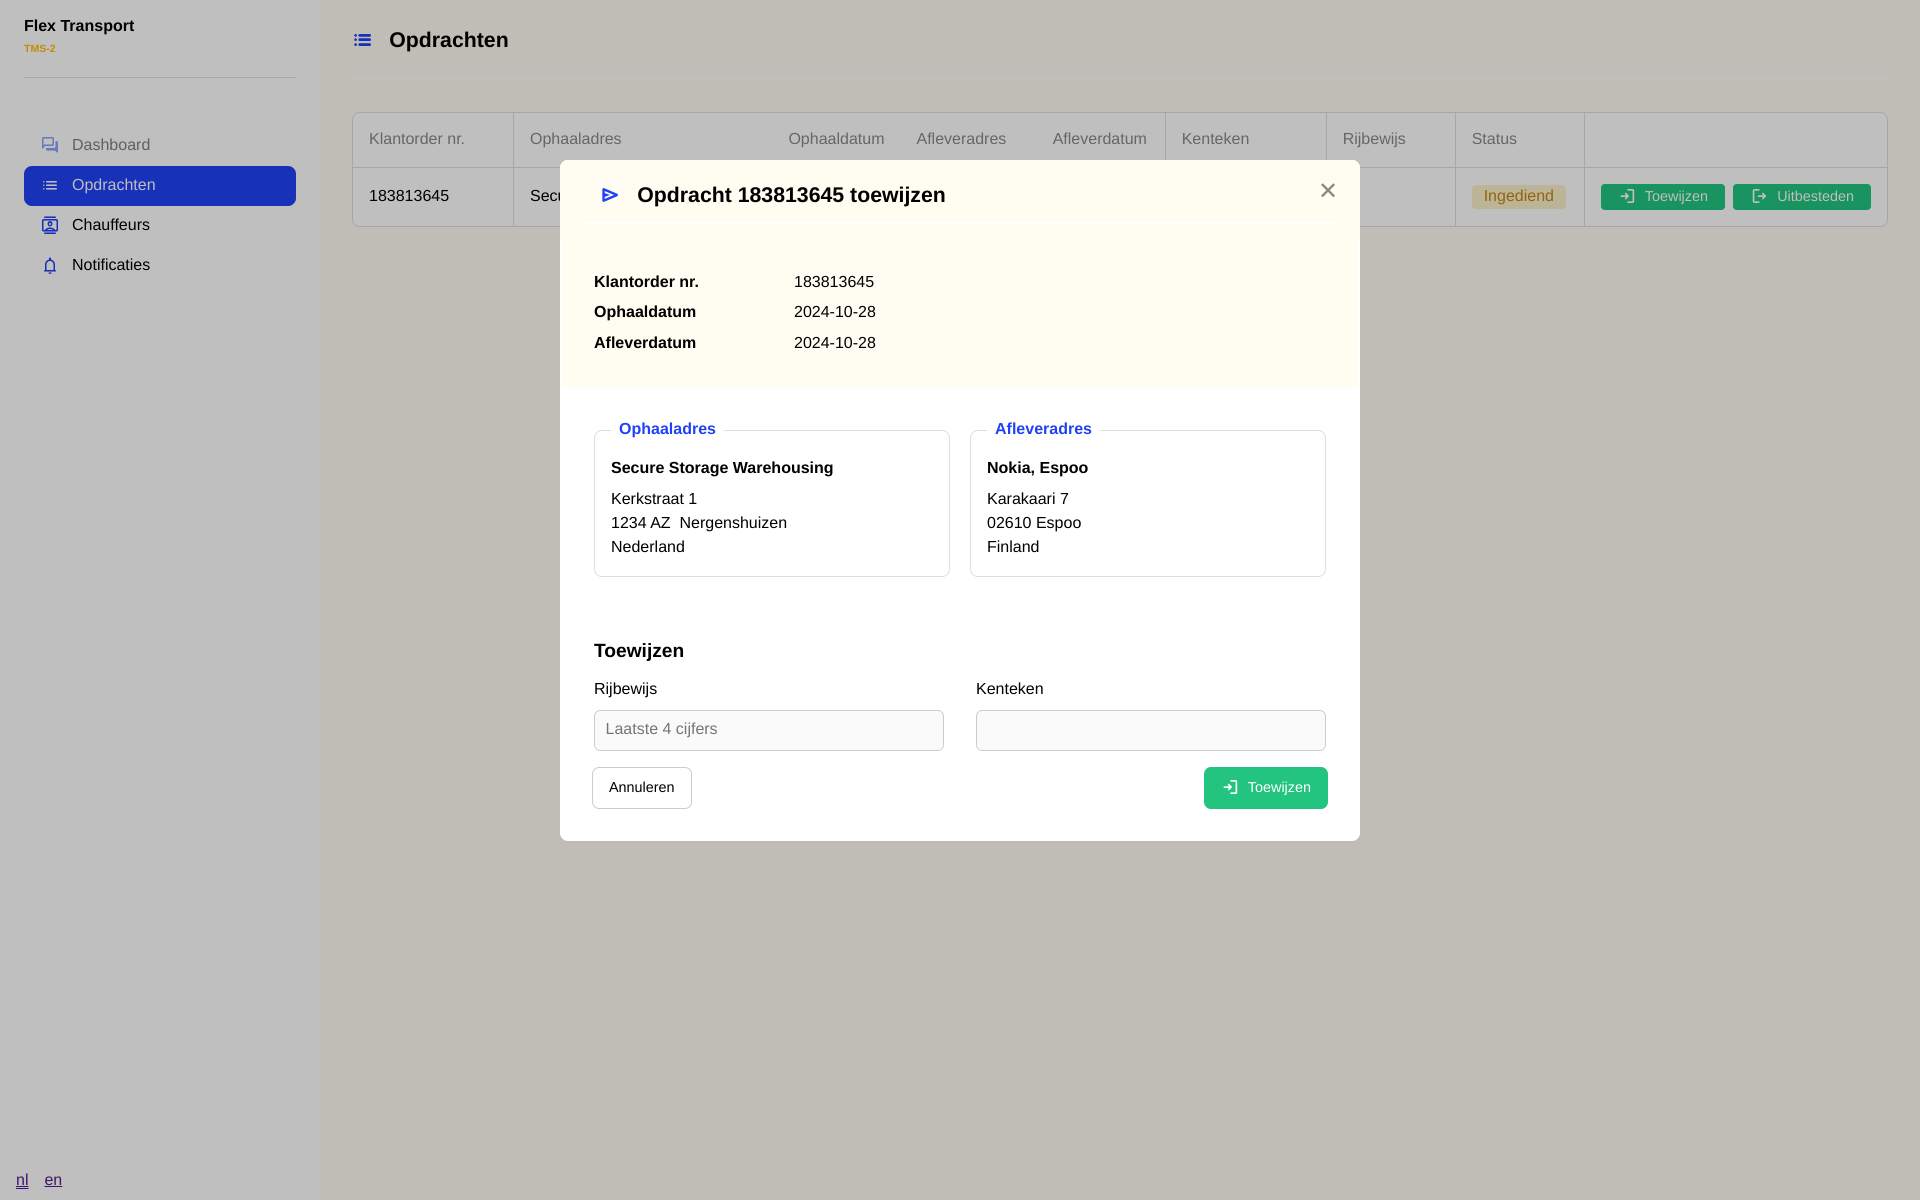 Flex Transport
TMS-2
Dashboard
Opdrachten
Chauffeurs
Notificaties
nl en
Opdrachten
Klantorder nr. Ophaaladres Ophaaldatum Afleveradres Afleverdatum Kenteken Rijbewijs Status
183813645 Ingediend Toewijzen Uitbesteden
Opdracht 183813645 toewijzen
Klantorder nr. 183813645
Ophaaldatum 2024-10-28
Afleverdatum 2024-10-28
Ophaaladres
Secure Storage Warehousing
Kerkstraat 1
1234 AZ Nergenshuizen
Nederland
Afleveradres
Nokia, Espoo
Karakaari 7
02610 Espoo
Finland
Toewijzen
Rijbewijs Kenteken
Laatste 4 cijfers
Annuleren Toewijzen